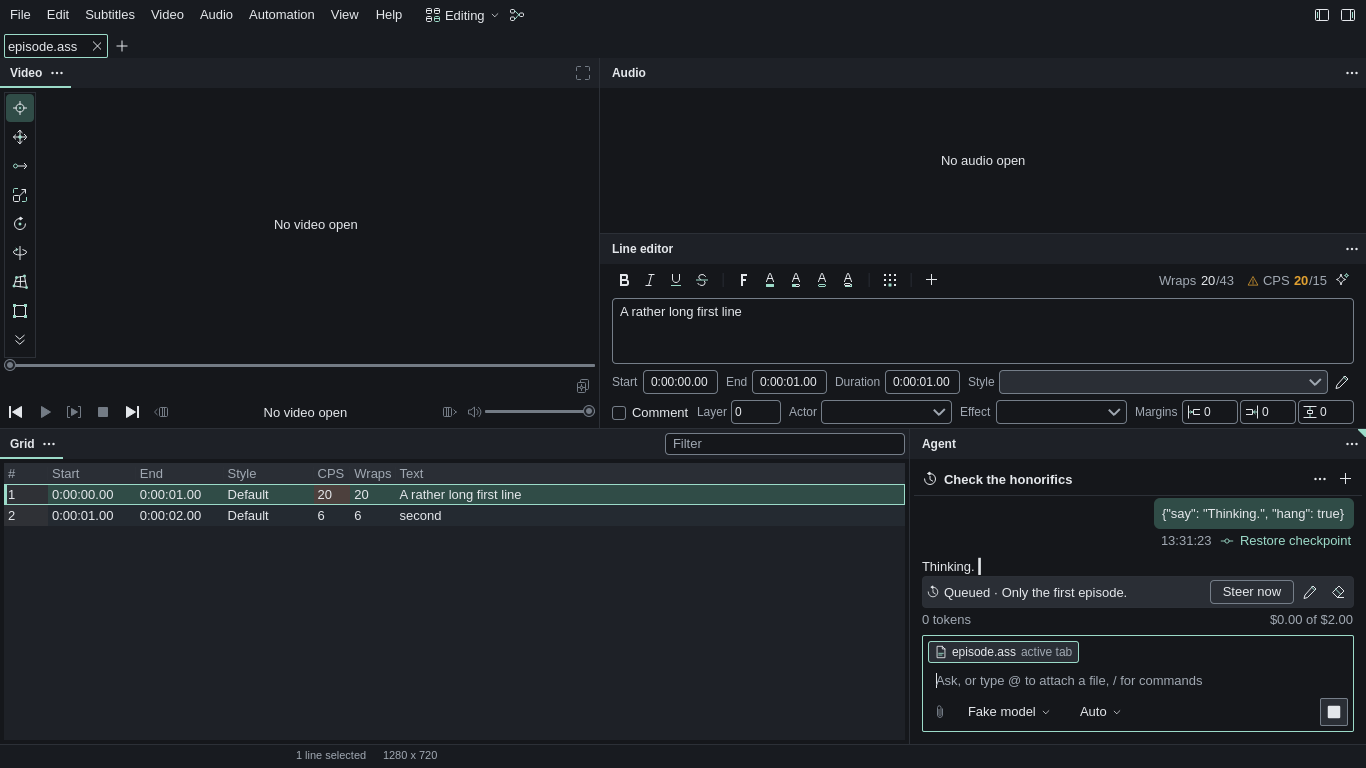 File Edit Subtitles Video Audio Automation View Help Editing
episode.ass
Video
No video open
No video open
Audio
No audio open
Line editor
B I U S F A A A A Wraps 20/43 CPS 20/15
A rather long first line
Start 0:00:00.00 End 0:00:01.00 Duration 0:00:01.00 Style
Comment Layer 0 Actor Effect Margins 0 0 0
Grid Filter
# Start End Style CPS Wraps Text
1 0:00:00.00 0:00:01.00 Default 20 20 A rather long first line
2 0:00:01.00 0:00:02.00 Default 6 6 second
Agent
Check the honorifics
{"say": "Thinking.", "hang": true}
13:31:23 Restore checkpoint
Thinking.
Queued · Only the first episode. Steer now
0 tokens $0.00 of $2.00
episode.ass active tab
Ask, or type @ to attach a file, / for commands
Fake model Auto
1 line selected 1280 x 720